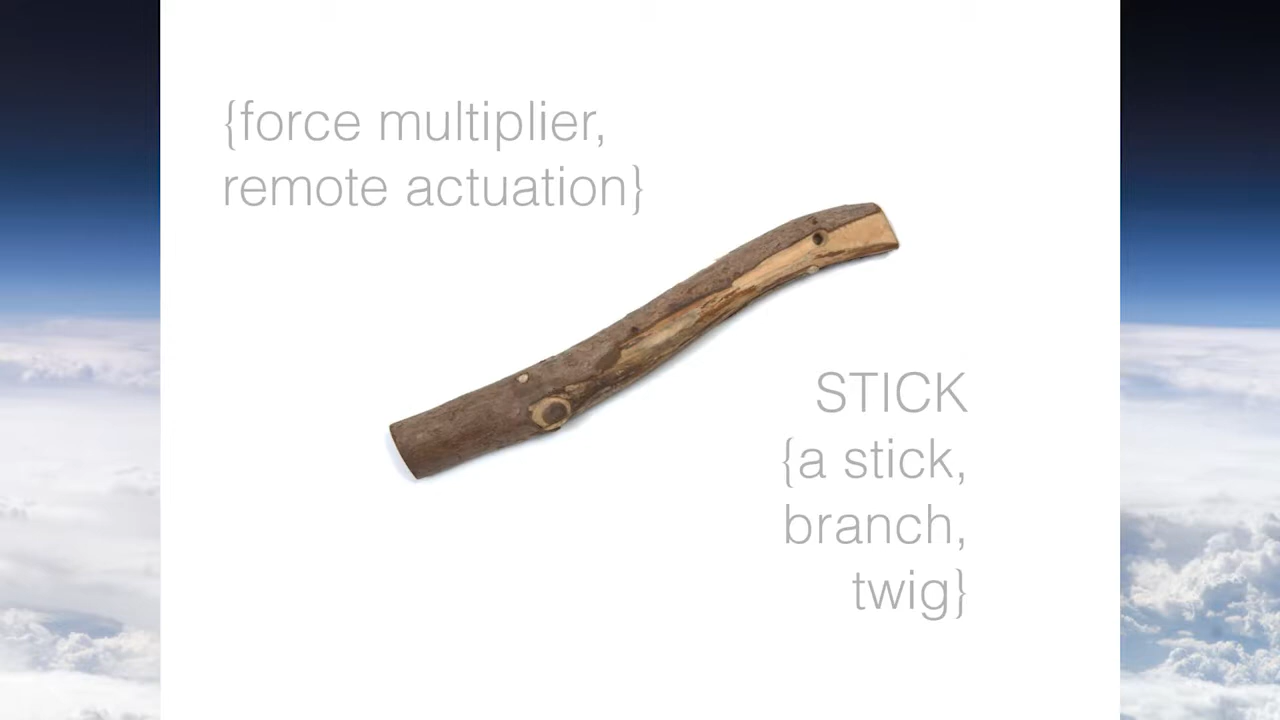 {force multiplier,
remote actuation}
STICK
{a stick,
branch,
twig}